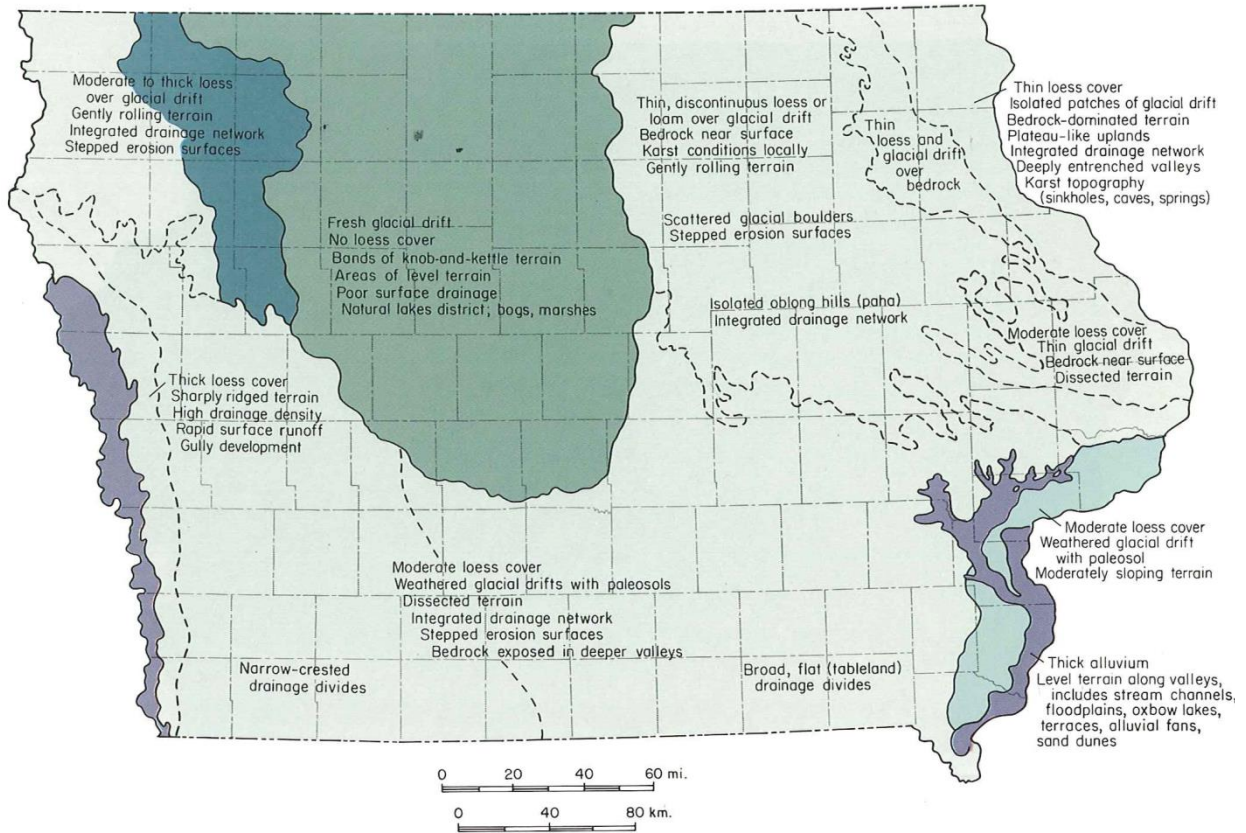 Moderate to thick loess
over glacial drift
Gently rolling terrain
Integrated drainage network
Stepped erosion surfaces
Fresh glacial drift
No loess cover
Bands of knob-and-kettle terrain
Areas of level terrain
Poor surface drainage
Natural lakes district; bogs, marshes
Thin, discontinuous loess or
loam over glacial drift
Bedrock near surface
Karst conditions locally
Gently rolling terrain
Scattered glacial boulders
Stepped erosion surfaces
Isolated oblong hills (paha)
Integrated drainage network
Thin
loess and
glacial drift
over
bedrock
Thin loess cover
Isolated patches of glacial drift
Bedrock-dominated terrain
Plateau-like uplands
Integrated drainage network
Deeply entrenched valleys
Karst topography
(sinkholes, caves, springs)
Moderate loess cover
Thin glacial drift
Bedrock near surface
Dissected terrain
Thick loess cover
Sharply ridged terrain
High drainage density
Rapid surface runoff
Gully development
Moderate loess cover
Weathered glacial drifts with paleosols
Dissected terrain
Integrated drainage network
Stepped erosion surfaces
Bedrock exposed in deeper valleys
Narrow-crested
drainage divides
Broad, flat (tableland)
drainage divides
Moderate loess cover
Weathered glacial drift
with paleosol
Moderately sloping terrain
Thick alluvium
Level terrain along valleys,
includes stream channels,
floodplains, oxbow lakes,
terraces, alluvial fans,
sand dunes
0 20 40 60 mi.
0 40 80 km.